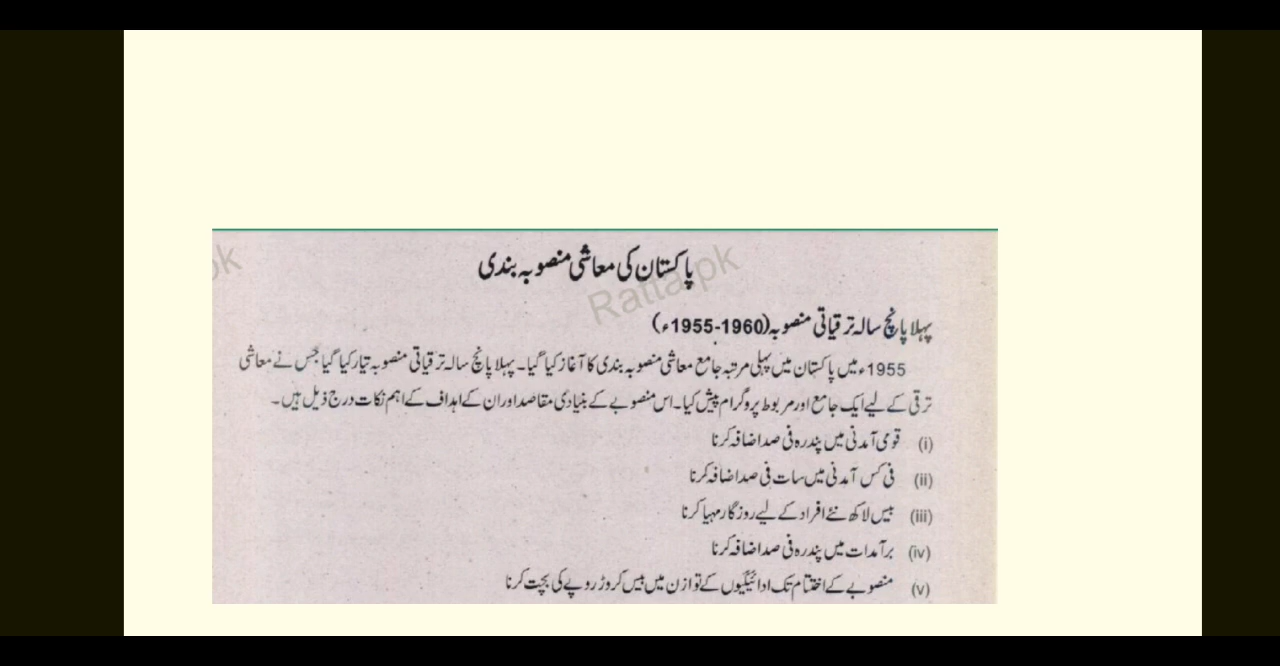 پاکستان کی معاشی منصوبہ بندی
Ratta.pk
pk
پہلا پانچ سالہ ترقیاتی منصوبہ (1955-1960ء)
1955ء میں پاکستان میں پہلی مرتبہ جامع معاشی منصوبہ بندی کا آغاز کیا گیا۔ پہلا پانچ سالہ ترقیاتی منصوبہ تیار کیا گیا جس نے معاشی
ترقی کے لیے ایک جامع اور مربوط پروگرام پیش کیا۔ اس منصوبے کے بنیادی مقاصد اور ان کے اہداف کے اہم نکات درج ذیل ہیں۔
(i) قومی آمدنی میں پندرہ فی صد اضافہ کرنا
(ii) فی کس آمدنی میں سات فی صد اضافہ کرنا
(iii) بیس لاکھ نئے افراد کے لیے روزگار مہیا کرنا
(iv) برآمدات میں پندرہ فی صد اضافہ کرنا
(v) منصوبے کے اختتام تک ادائیگیوں کے توازن میں بیس کروڑ روپے کی بچت کرنا